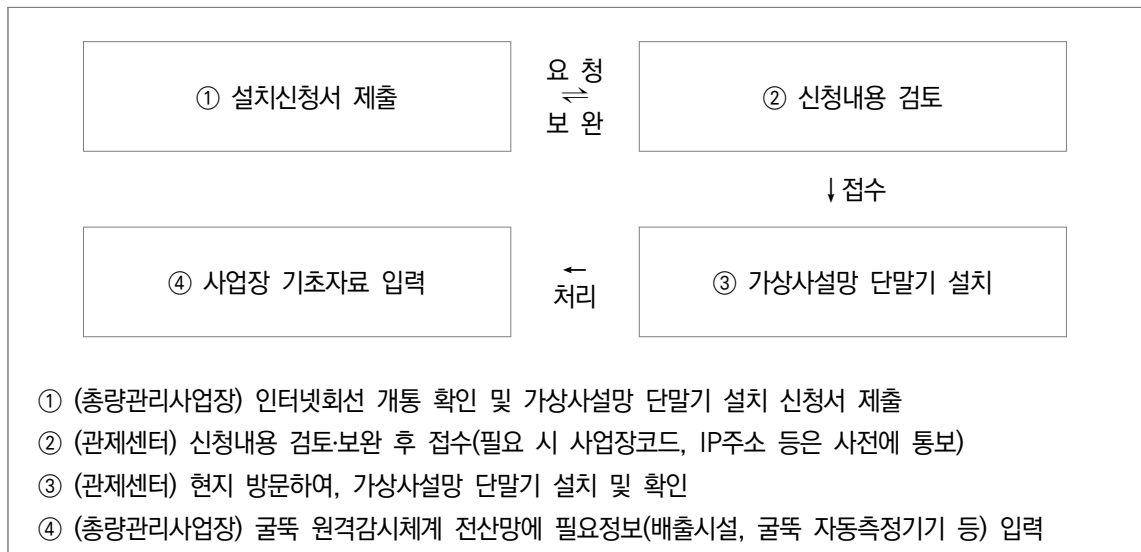 ① 설치신청서 제출
요 청
⇌
보 완
② 신청내용 검토
↓접수
④ 사업장 기초자료 입력
←
처리
③ 가상사설망 단말기 설치
① (총량관리사업장) 인터넷회선 개통 확인 및 가상사설망 단말기 설치 신청서 제출
② (관제센터) 신청내용 검토·보완 후 접수(필요 시 사업장코드, IP주소 등은 사전에 통보)
③ (관제센터) 현지 방문하여, 가상사설망 단말기 설치 및 확인
④ (총량관리사업장) 굴뚝 원격감시체계 전산망에 필요정보(배출시설, 굴뚝 자동측정기기 등) 입력